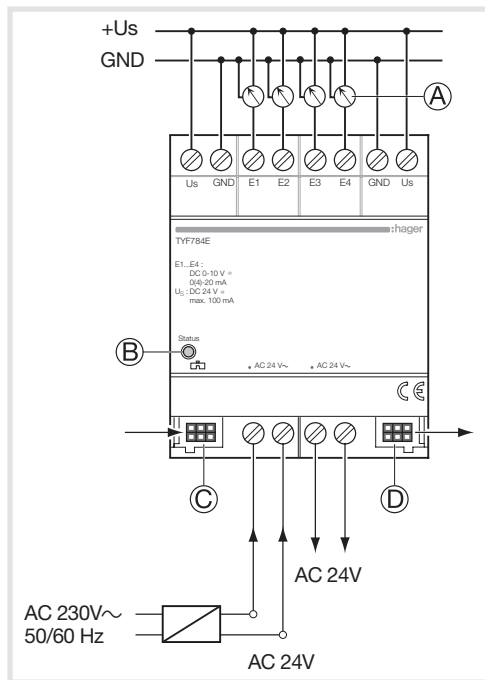 +Us
GND
A
Us GND E1 E2 E3 E4 GND Us
:hager
TYF784E
E1...E4 :
DC 0-10 V ⎓
0(4)-20 mA
US : DC 24 V ⎓
max. 100 mA
Status
B
• AC 24 V~ • AC 24 V~
CE
C D
AC 24V
AC 230V~
50/60 Hz
AC 24V